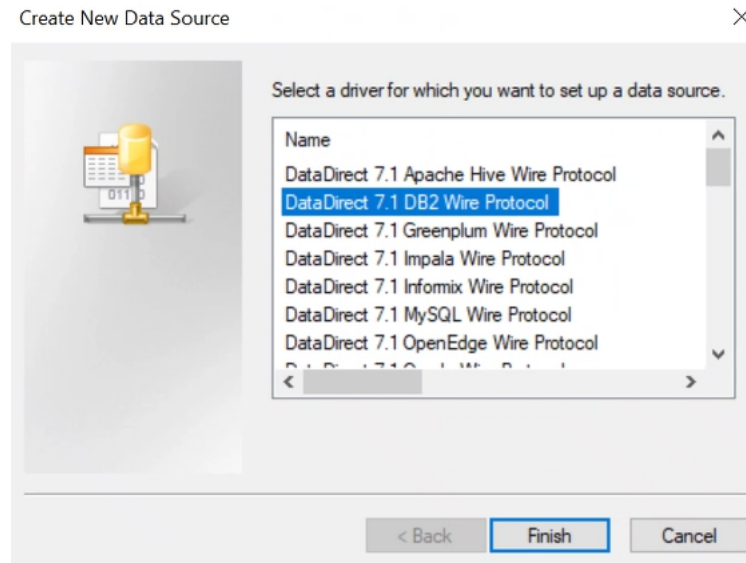 Create New Data Source
Select a driver for which you want to set up a data source.
Name
DataDirect 7.1 Apache Hive Wire Protocol
DataDirect 7.1 DB2 Wire Protocol
DataDirect 7.1 Greenplum Wire Protocol
DataDirect 7.1 Impala Wire Protocol
DataDirect 7.1 Informix Wire Protocol
DataDirect 7.1 MySQL Wire Protocol
DataDirect 7.1 OpenEdge Wire Protocol
< Back
Finish
Cancel